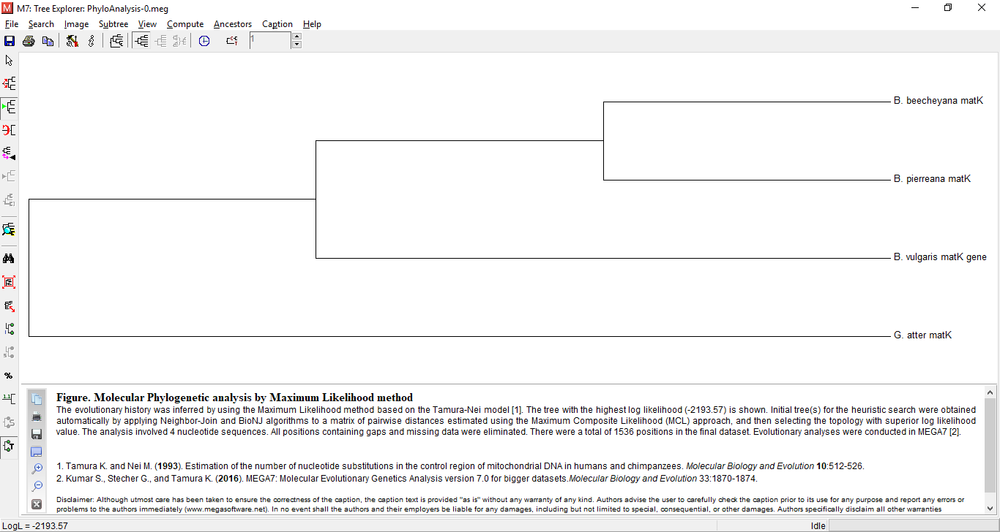 M7: Tree Explorer: PhyloAnalysis-0.meg
File Search Image Subtree View Compute Ancestors Caption Help
1
B. beecheyana matK
B. pierreana matK
B. vulgaris matK gene
G. atter matK
Figure. Molecular Phylogenetic analysis by Maximum Likelihood method
The evolutionary history was inferred by using the Maximum Likelihood method based on the Tamura-Nei model [1]. The tree with the highest log likelihood (-2193.57) is shown. Initial tree(s) for the heuristic search were obtained
automatically by applying Neighbor-Join and BioNJ algorithms to a matrix of pairwise distances estimated using the Maximum Composite Likelihood (MCL) approach, and then selecting the topology with superior log likelihood
value. The analysis involved 4 nucleotide sequences. All positions containing gaps and missing data were eliminated. There were a total of 1536 positions in the final dataset. Evolutionary analyses were conducted in MEGA7 [2].
1. Tamura K. and Nei M. (1993). Estimation of the number of nucleotide substitutions in the control region of mitochondrial DNA in humans and chimpanzees. Molecular Biology and Evolution 10:512-526.
2. Kumar S., Stecher G., and Tamura K. (2016). MEGA7: Molecular Evolutionary Genetics Analysis version 7.0 for bigger datasets.Molecular Biology and Evolution 33:1870-1874.
Disclaimer: Although utmost care has been taken to ensure the correctness of the caption, the caption text is provided "as is" without any warranty of any kind. Authors advise the user to carefully check the caption prior to its use for any purpose and report any errors or
problems to the authors immediately (www.megasoftware.net). In no event shall the authors and their employers be liable for any damages, including but not limited to special, consequential, or other damages. Authors specifically disclaim all other warranties
LogL = -2193.57
Idle